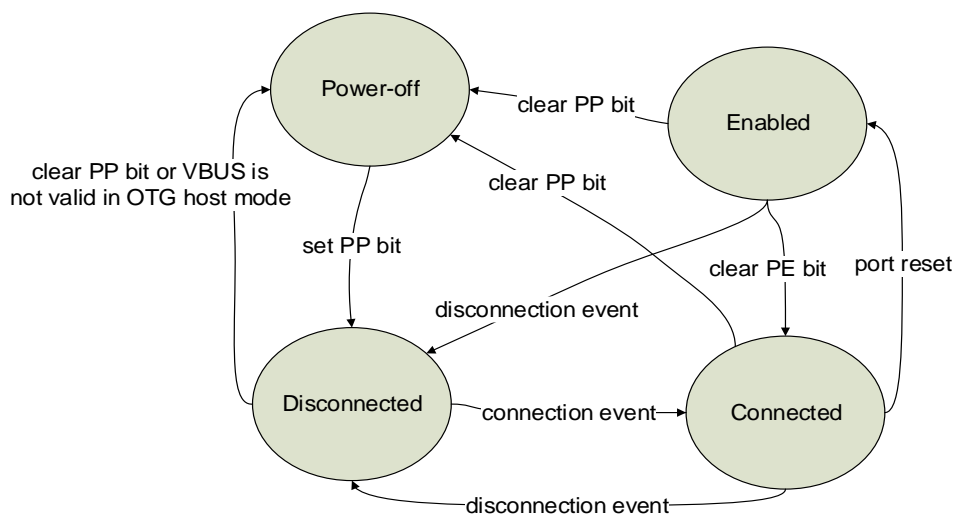 Power-off
clear PP bit
Enabled
clear PP bit or VBUS is
not valid in OTG host mode
clear PP bit
set PP bit
clear PE bit
port reset
disconnection event
Disconnected
connection event
Connected
disconnection event